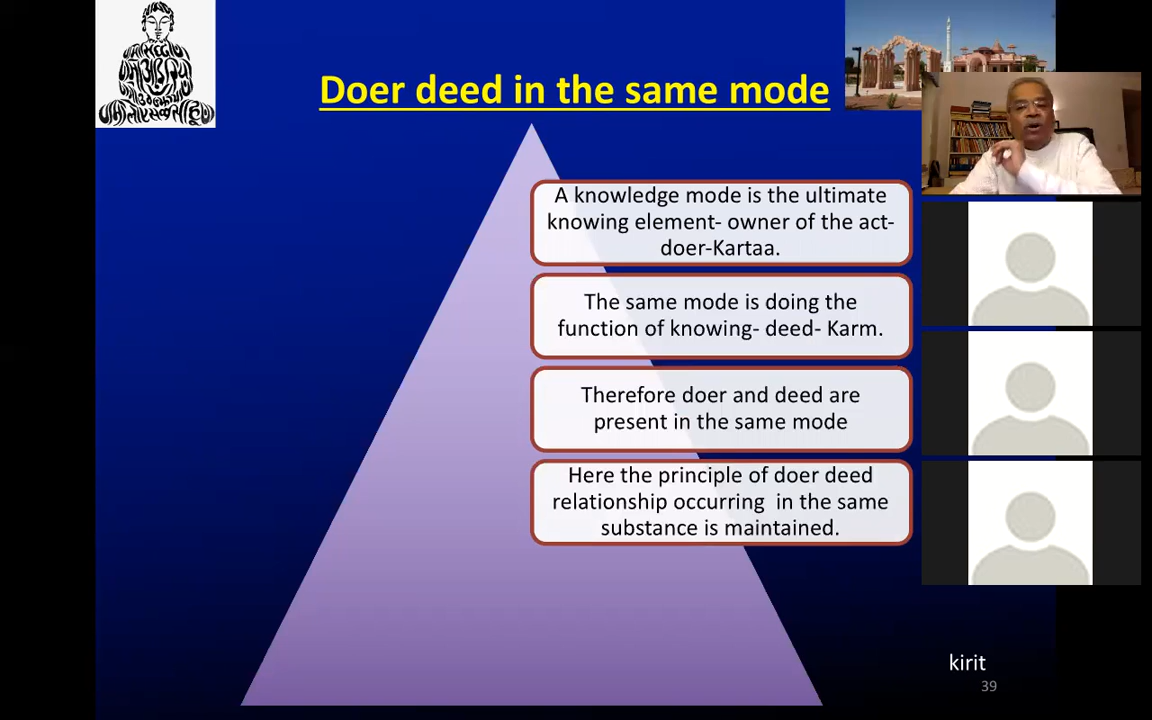 Doer deed in the same mode
A knowledge mode is the ultimate
knowing element- owner of the act-
doer-Kartaa.
The same mode is doing the
function of knowing- deed- Karm.
Therefore doer and deed are
present in the same mode
Here the principle of doer deed
relationship occurring  in the same
substance is maintained.
kirit
39